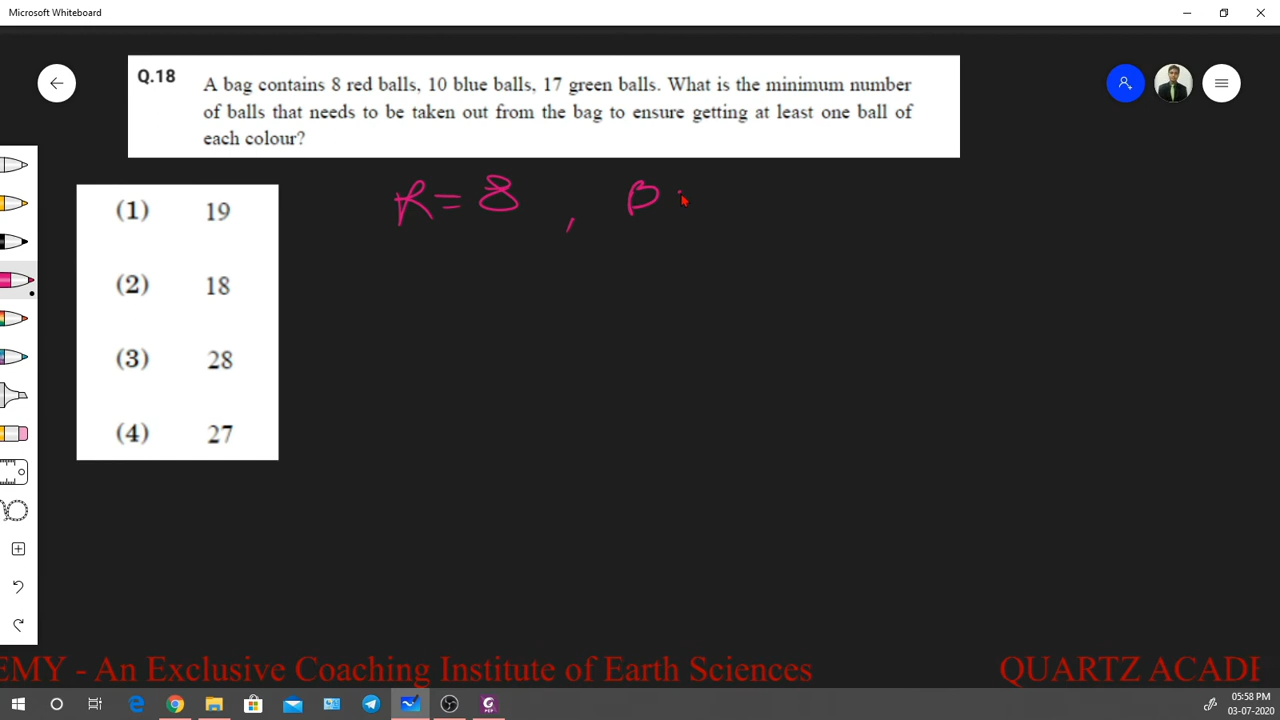 Microsoft Whiteboard
Q.18 A bag contains 8 red balls, 10 blue balls, 17 green balls. What is the minimum number
of balls that needs to be taken out from the bag to ensure getting at least one ball of
each colour?
R = 8 , B
(1) 19
(2) 18
(3) 28
(4) 27
EMY - An Exclusive Coaching Institute of Earth Sciences QUARTZ ACADE
05:58 PM
03-07-2020